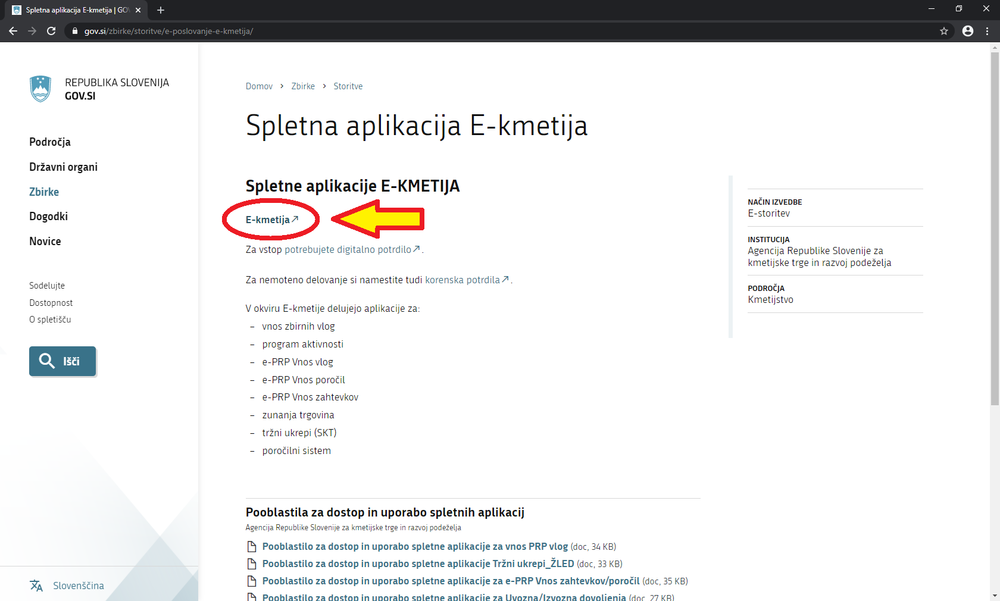 Spletna aplikacija E-kmetija | GOV
gov.si/zbirke/storitve/e-poslovanje-e-kmetija/
REPUBLIKA SLOVENIJA
GOV.SI
Področja
Državni organi
Zbirke
Dogodki
Novice
Sodelujte
Dostopnost
O spletišču
Išči
Slovenščina
Domov › Zbirke › Storitve
Spletna aplikacija E-kmetija
Spletne aplikacije E-KMETIJA
E-kmetija
Za vstop potrebujete digitalno potrdilo.
Za nemoteno delovanje si namestite tudi korenska potrdila.
V okviru E-kmetije delujejo aplikacije za:
– vnos zbirnih vlog
– program aktivnosti
– e-PRP Vnos vlog
– e-PRP Vnos poročil
– e-PRP Vnos zahtevkov
– zunanja trgovina
– tržni ukrepi (SKT)
– poročilni sistem
NAČIN IZVEDBE
E-storitev
INSTITUCIJA
Agencija Republike Slovenije za
kmetijske trge in razvoj podeželja
PODROČJA
Kmetijstvo
Pooblastila za dostop in uporabo spletnih aplikacij
Agencija Republike Slovenije za kmetijske trge in razvoj podeželja
Pooblastilo za dostop in uporabo spletne aplikacije za vnos PRP vlog (doc, 34 KB)
Pooblastilo za dostop in uporabo spletne aplikacije Tržni ukrepi_ŽLED (doc, 33 KB)
Pooblastilo za dostop in uporabo spletne aplikacije za e-PRP Vnos zahtevkov/poročil (doc, 35 KB)
Pooblastilo za dostop in uporabo spletne aplikacije za Uvozna/Izvozna dovoljenja (doc, 27 KB)